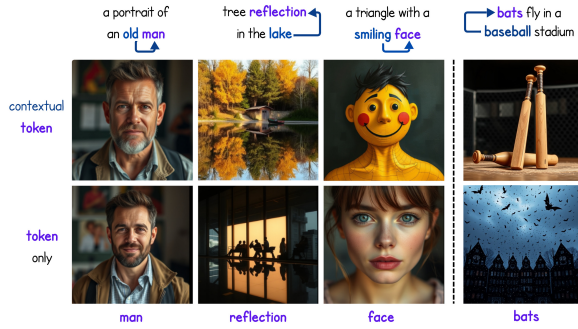 a portrait of
an old man
tree reflection
in the lake
a triangle with a
smiling face
bats fly in a
baseball stadium
contextual
token
token
only
man
reflection
face
bats